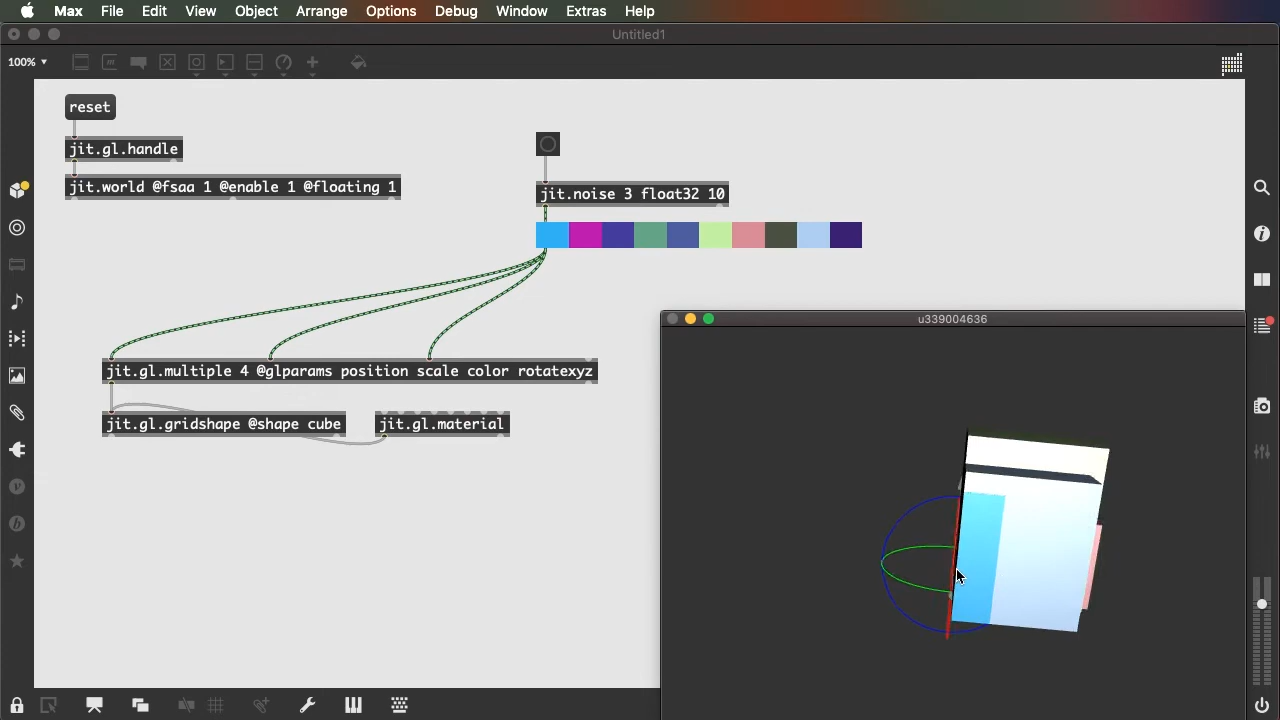 Max File Edit View Object Arrange Options Debug Window Extras Help
Untitled1
100%
reset
jit.gl.handle
jit.world @fsaa 1 @enable 1 @floating 1
jit.noise 3 float32 10
u339004636
jit.gl.multiple 4 @glparams position scale color rotatexyz
jit.gl.gridshape @shape cube
jit.gl.material